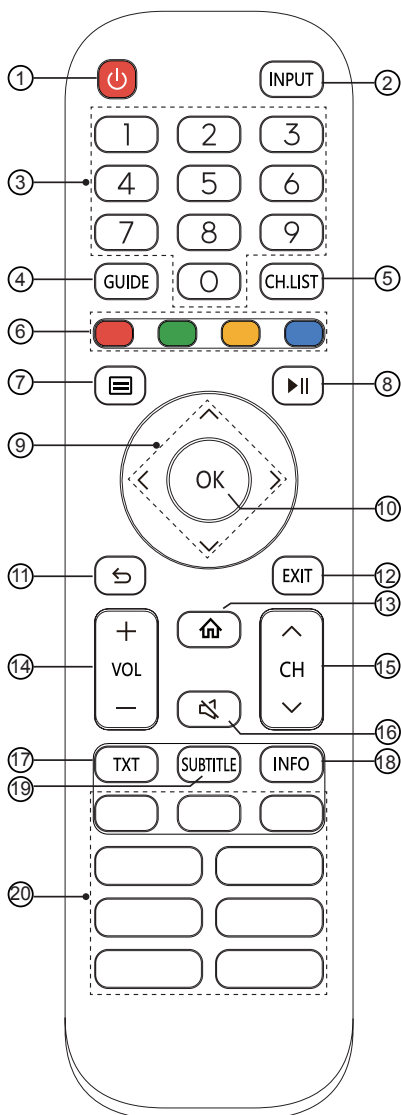 ① INPUT ②
1 2 3
③ 4 5 6
7 8 9
④ GUIDE 0 CH.LIST ⑤
⑥
⑦ ⑧
⑨
OK
⑩
⑪ EXIT ⑫
⑬
+
⑭ VOL CH ⑮
—
⑯
⑰ TXT SUBTITLE INFO ⑱
⑲
⑳